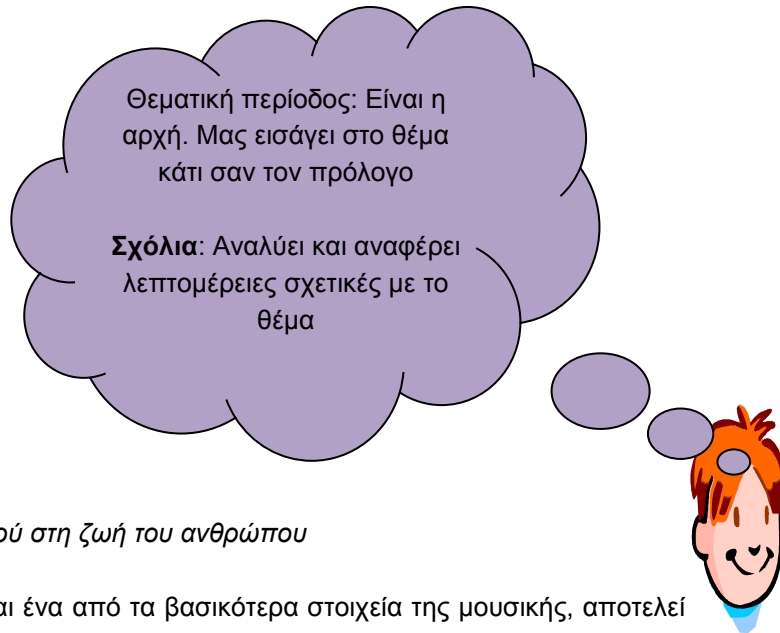 Θεματική περίοδος: Είναι η
αρχή. Μας εισάγει στο θέμα
κάτι σαν τον πρόλογο
Σχόλια: Αναλύει και αναφέρει
λεπτομέρειες σχετικές με το
θέμα
ού στη ζωή του ανθρώπου
αι ένα από τα βασικότερα στοιχεία της μουσικής, αποτελεί